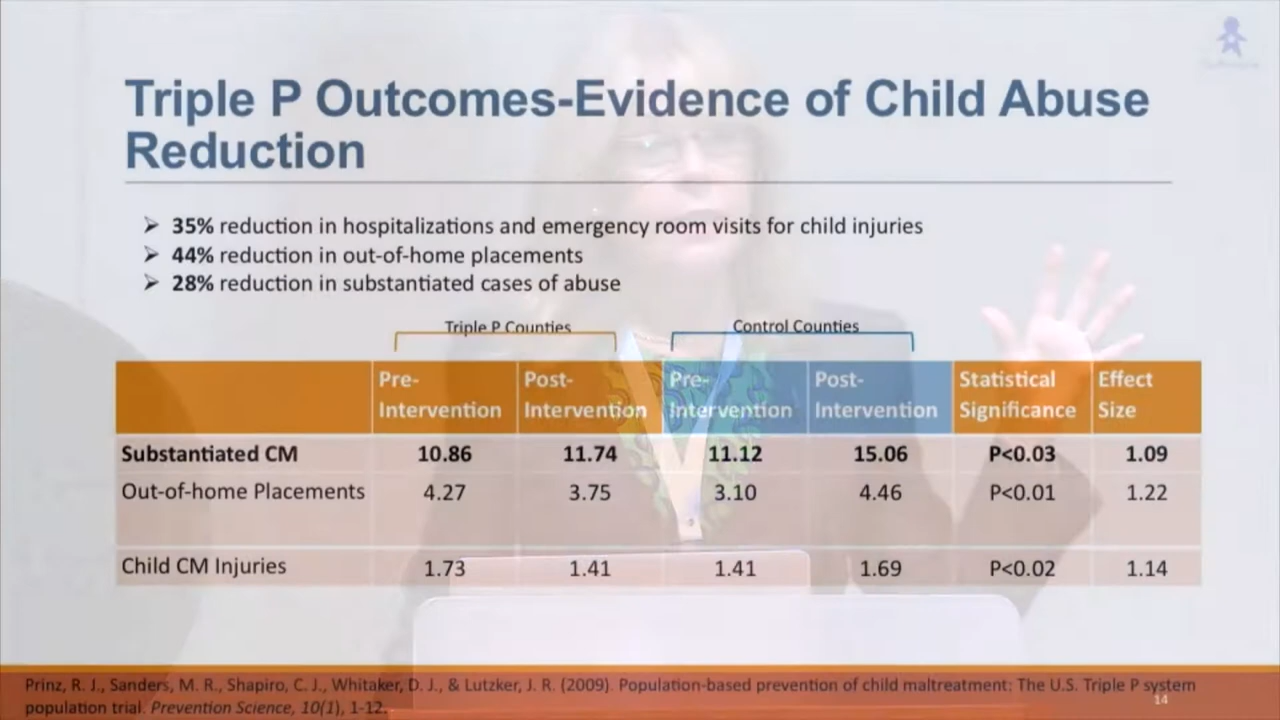 Triple P Outcomes-Evidence of Child Abuse
Reduction
➢ 35% reduction in hospitalizations and emergency room visits for child injuries
➢ 44% reduction in out-of-home placements
➢ 28% reduction in substantiated cases of abuse
Triple P Counties Control Counties
Pre- Post- Pre- Post- Statistical Effect
Intervention Intervention Intervention Intervention Significance Size
Substantiated CM 10.86 11.74 11.12 15.06 P<0.03 1.09
Out-of-home Placements 4.27 3.75 3.10 4.46 P<0.01 1.22
Child CM Injuries 1.73 1.41 1.41 1.69 P<0.02 1.14
Prinz, R. J., Sanders, M. R., Shapiro, C. J., Whitaker, D. J., & Lutzker, J. R. (2009). Population-based prevention of child maltreatment: The U.S. Triple P system
population trial. Prevention Science, 10(1), 1-12.
14